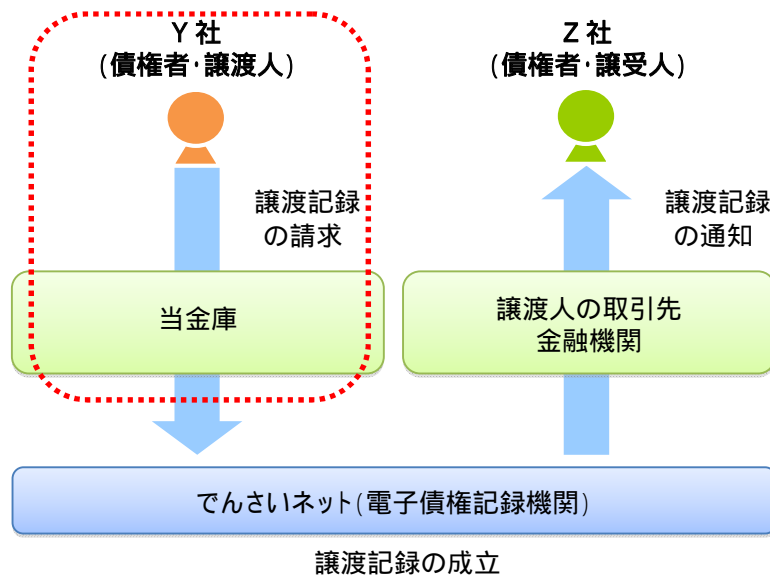 Y社
(債権者・譲渡人)
Z社
(債権者・譲受人)
譲渡記録
の請求
譲渡記録
の通知
当金庫
譲渡人の取引先
金融機関
でんさいネット(電子債権記録機関)
譲渡記録の成立